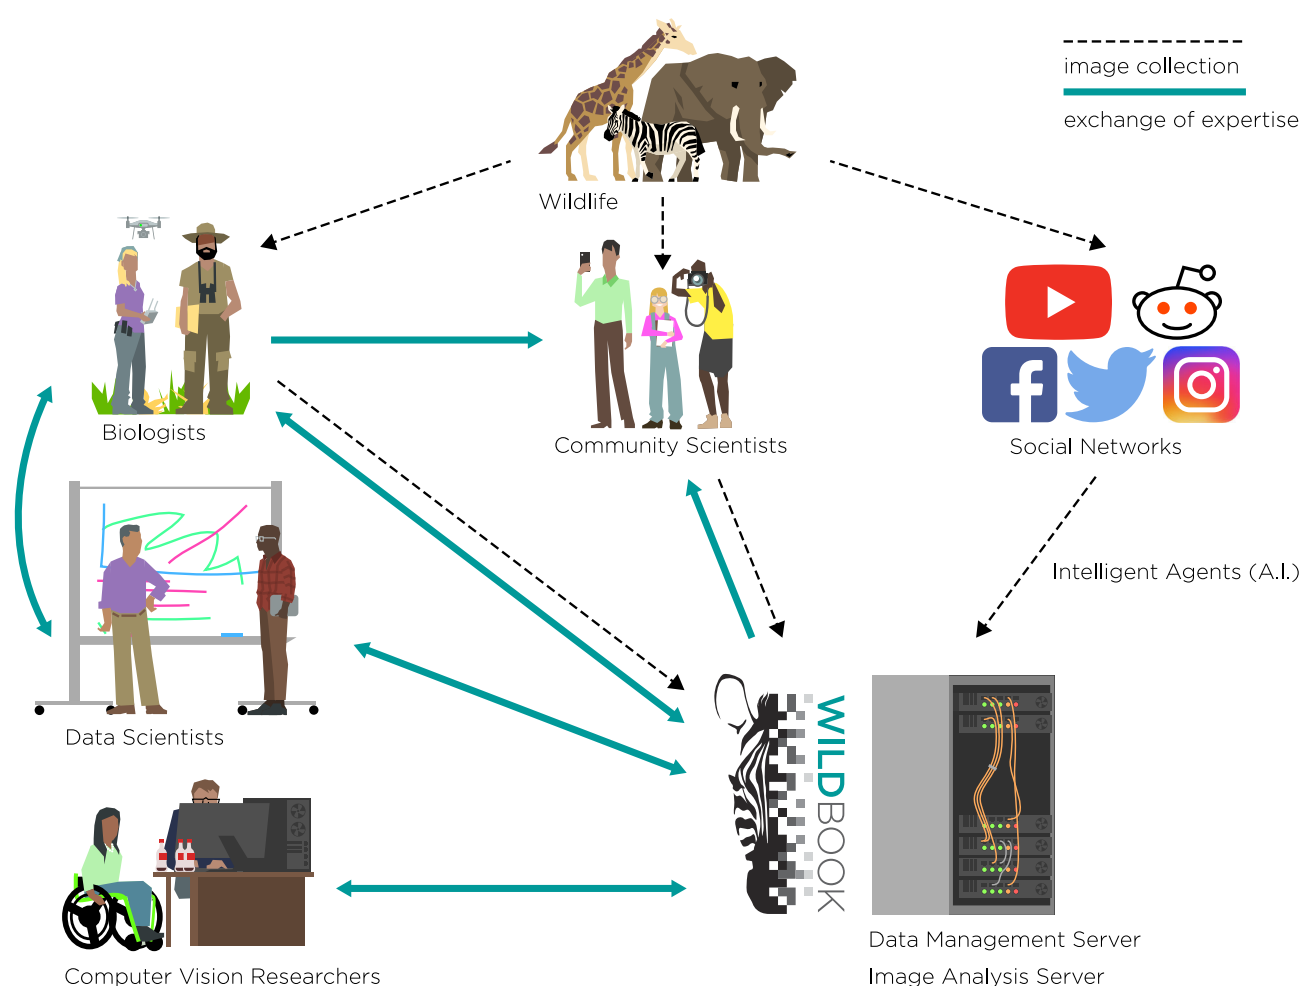 image collection
exchange of expertise
Wildlife
Biologists
Community Scientists
Social Networks
Intelligent Agents (A.I.)
Data Scientists
WILDBOOK
Data Management Server
Image Analysis Server
Computer Vision Researchers